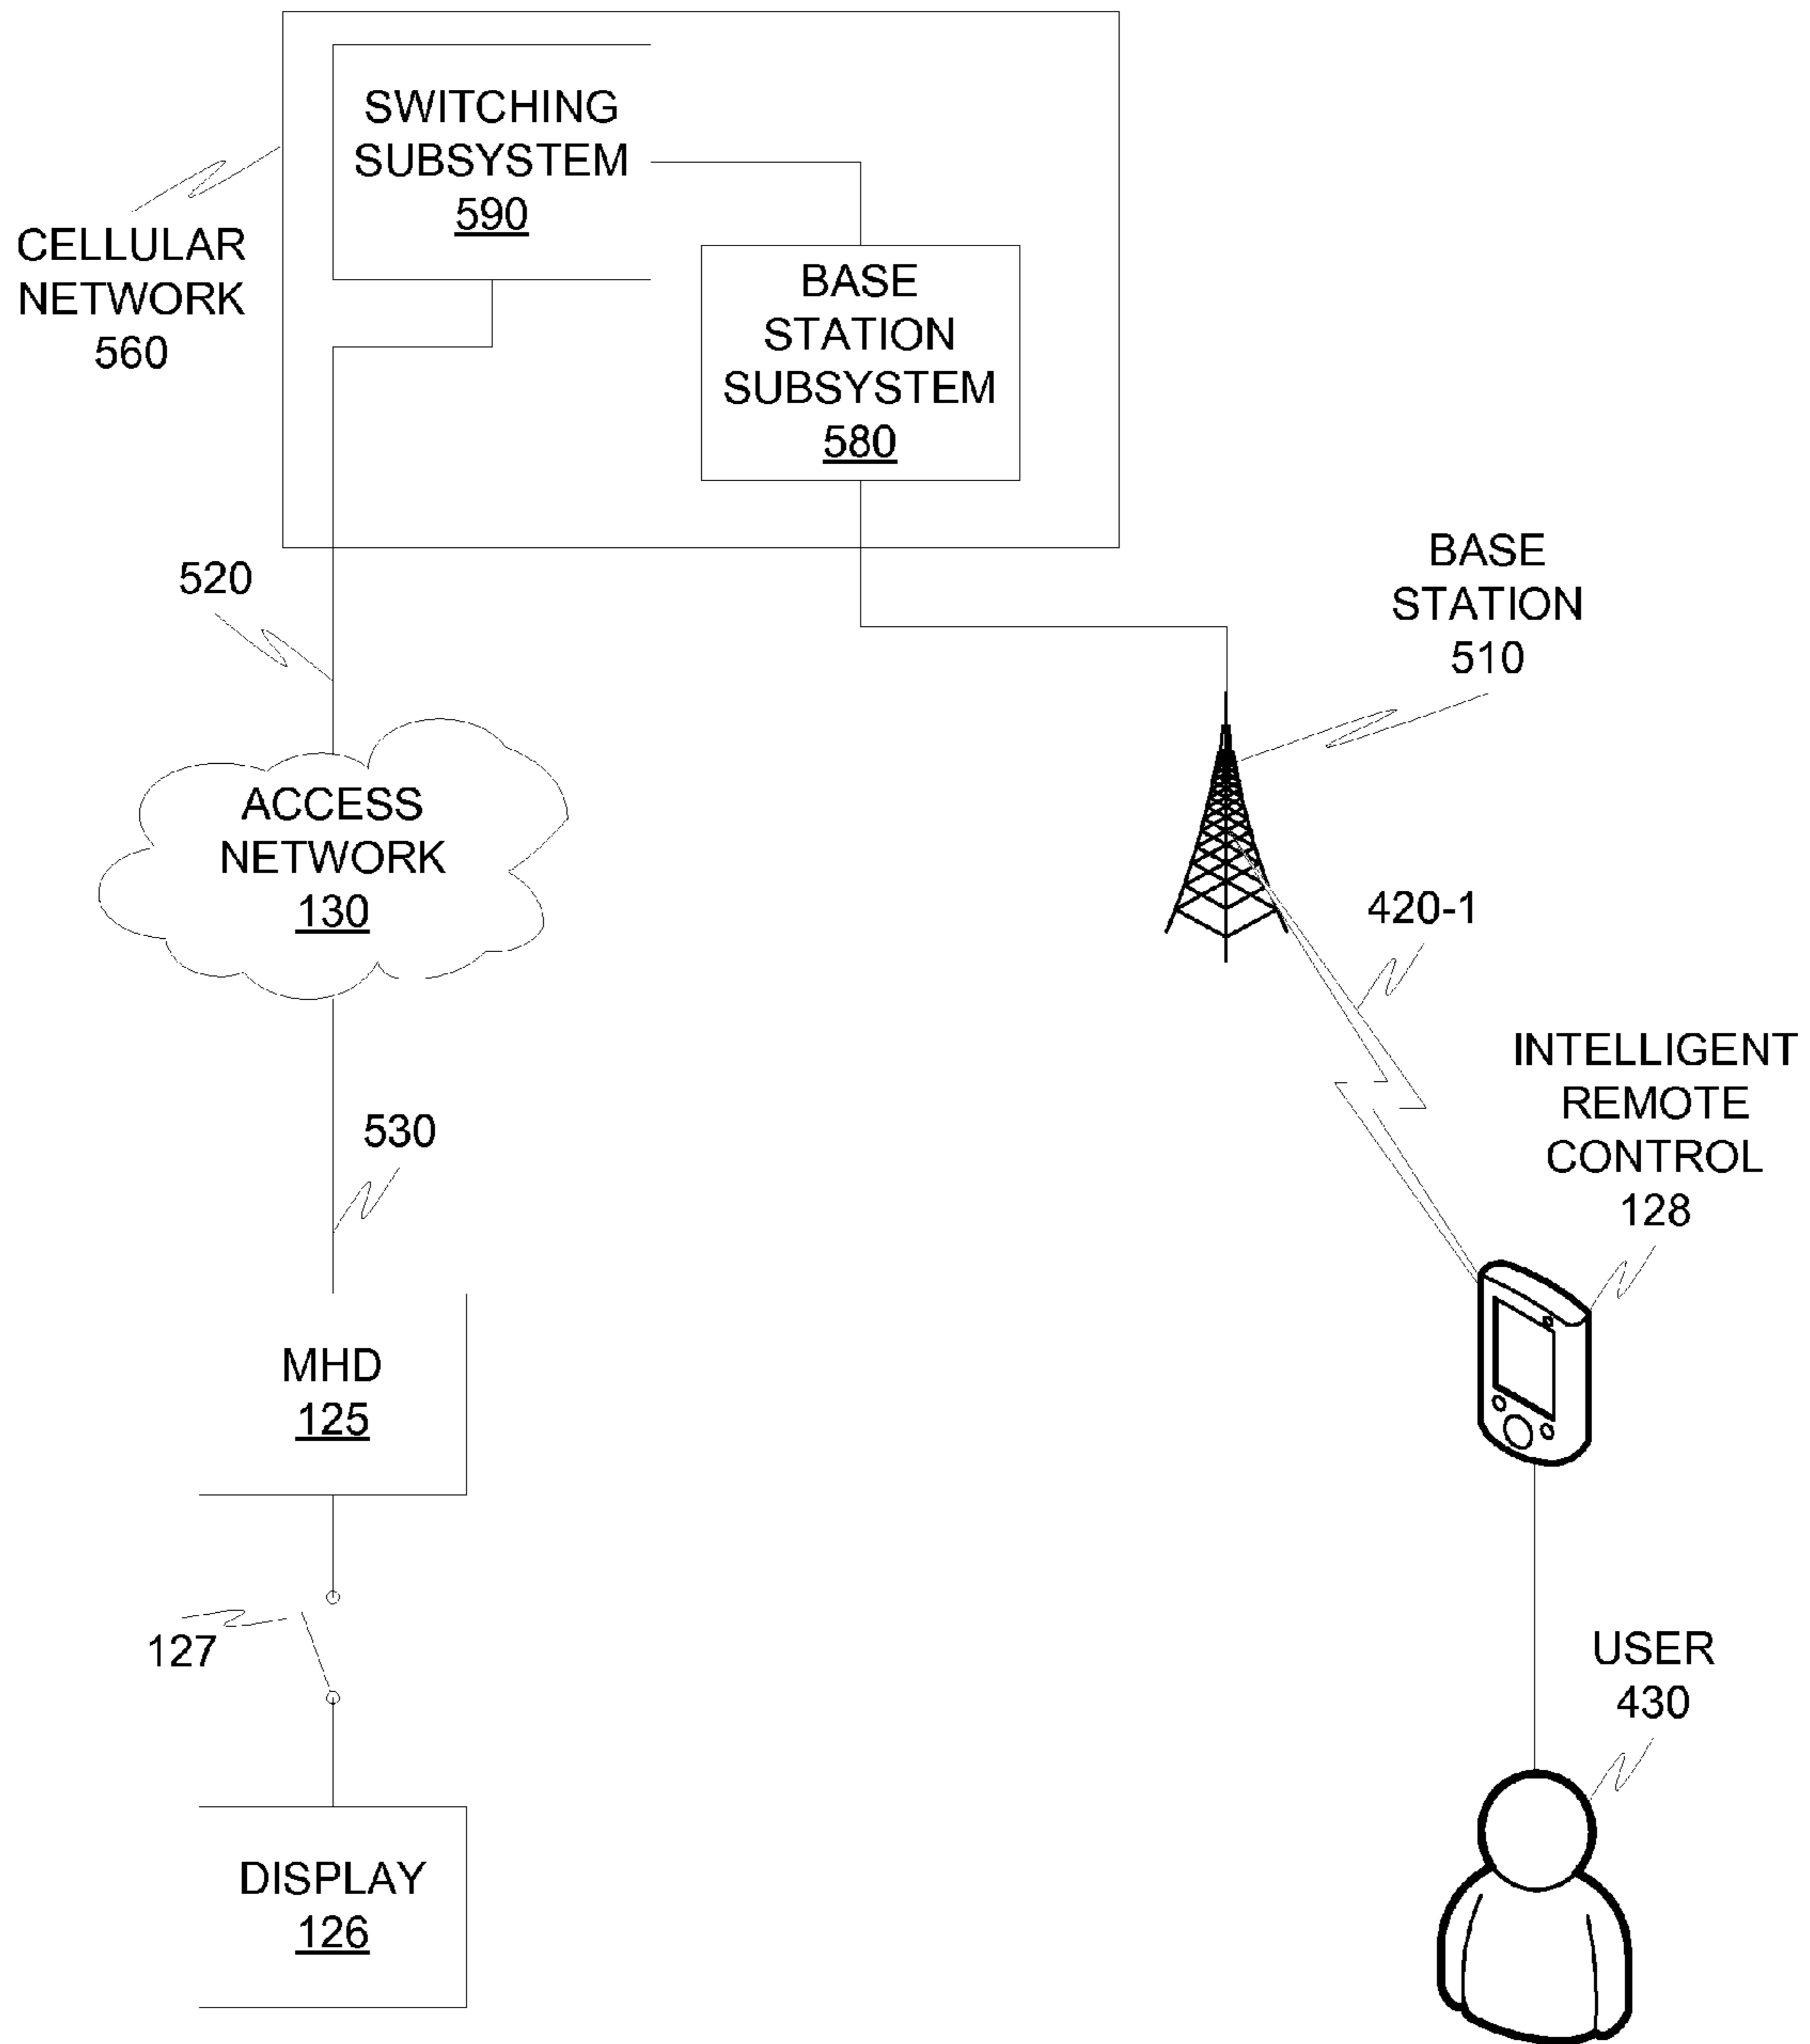 SWITCHING
SUBSYSTEM
590
CELLULAR
NETWORK
560
BASE
STATION
SUBSYSTEM
580
520
BASE
STATION
510
ACCESS
NETWORK
130
420-1
INTELLIGENT
REMOTE
CONTROL
128
530
MHD
125
127
USER
430
DISPLAY
126